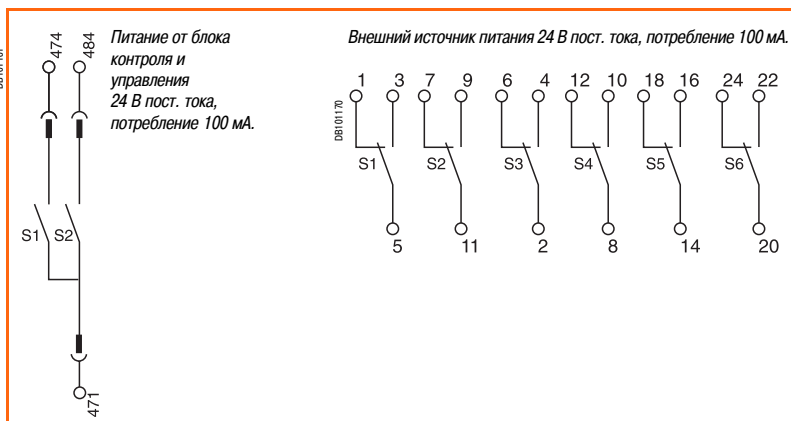 474 484
Питание от блока
контроля и
управления
24 В пост. тока,
потребление 100 мА.
S1 S2
471
Внешний источник питания 24 В пост. тока, потребление 100 мА.
1 3 7 9 6 4 12 10 18 16 24 22
DB101170
S1 S2 S3 S4 S5 S6
5 11 2 8 14 20